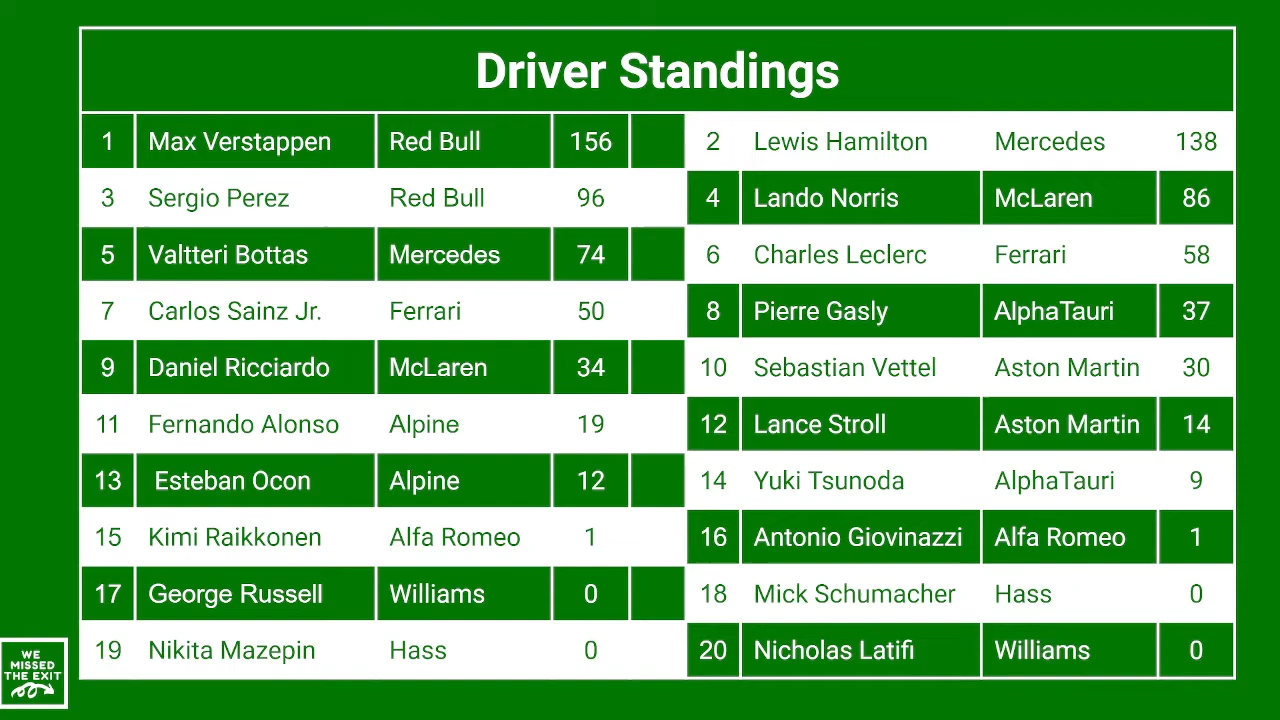 Driver Standings
1 Max Verstappen Red Bull 156 2 Lewis Hamilton Mercedes 138
3 Sergio Perez Red Bull 96 4 Lando Norris McLaren 86
5 Valtteri Bottas Mercedes 74 6 Charles Leclerc Ferrari 58
7 Carlos Sainz Jr. Ferrari 50 8 Pierre Gasly AlphaTauri 37
9 Daniel Ricciardo McLaren 34 10 Sebastian Vettel Aston Martin 30
11 Fernando Alonso Alpine 19 12 Lance Stroll Aston Martin 14
13 Esteban Ocon Alpine 12 14 Yuki Tsunoda AlphaTauri 9
15 Kimi Raikkonen Alfa Romeo 1 16 Antonio Giovinazzi Alfa Romeo 1
17 George Russell Williams 0 18 Mick Schumacher Hass 0
19 Nikita Mazepin Hass 0 20 Nicholas Latifi Williams 0
WE
MISSED
THE EXIT